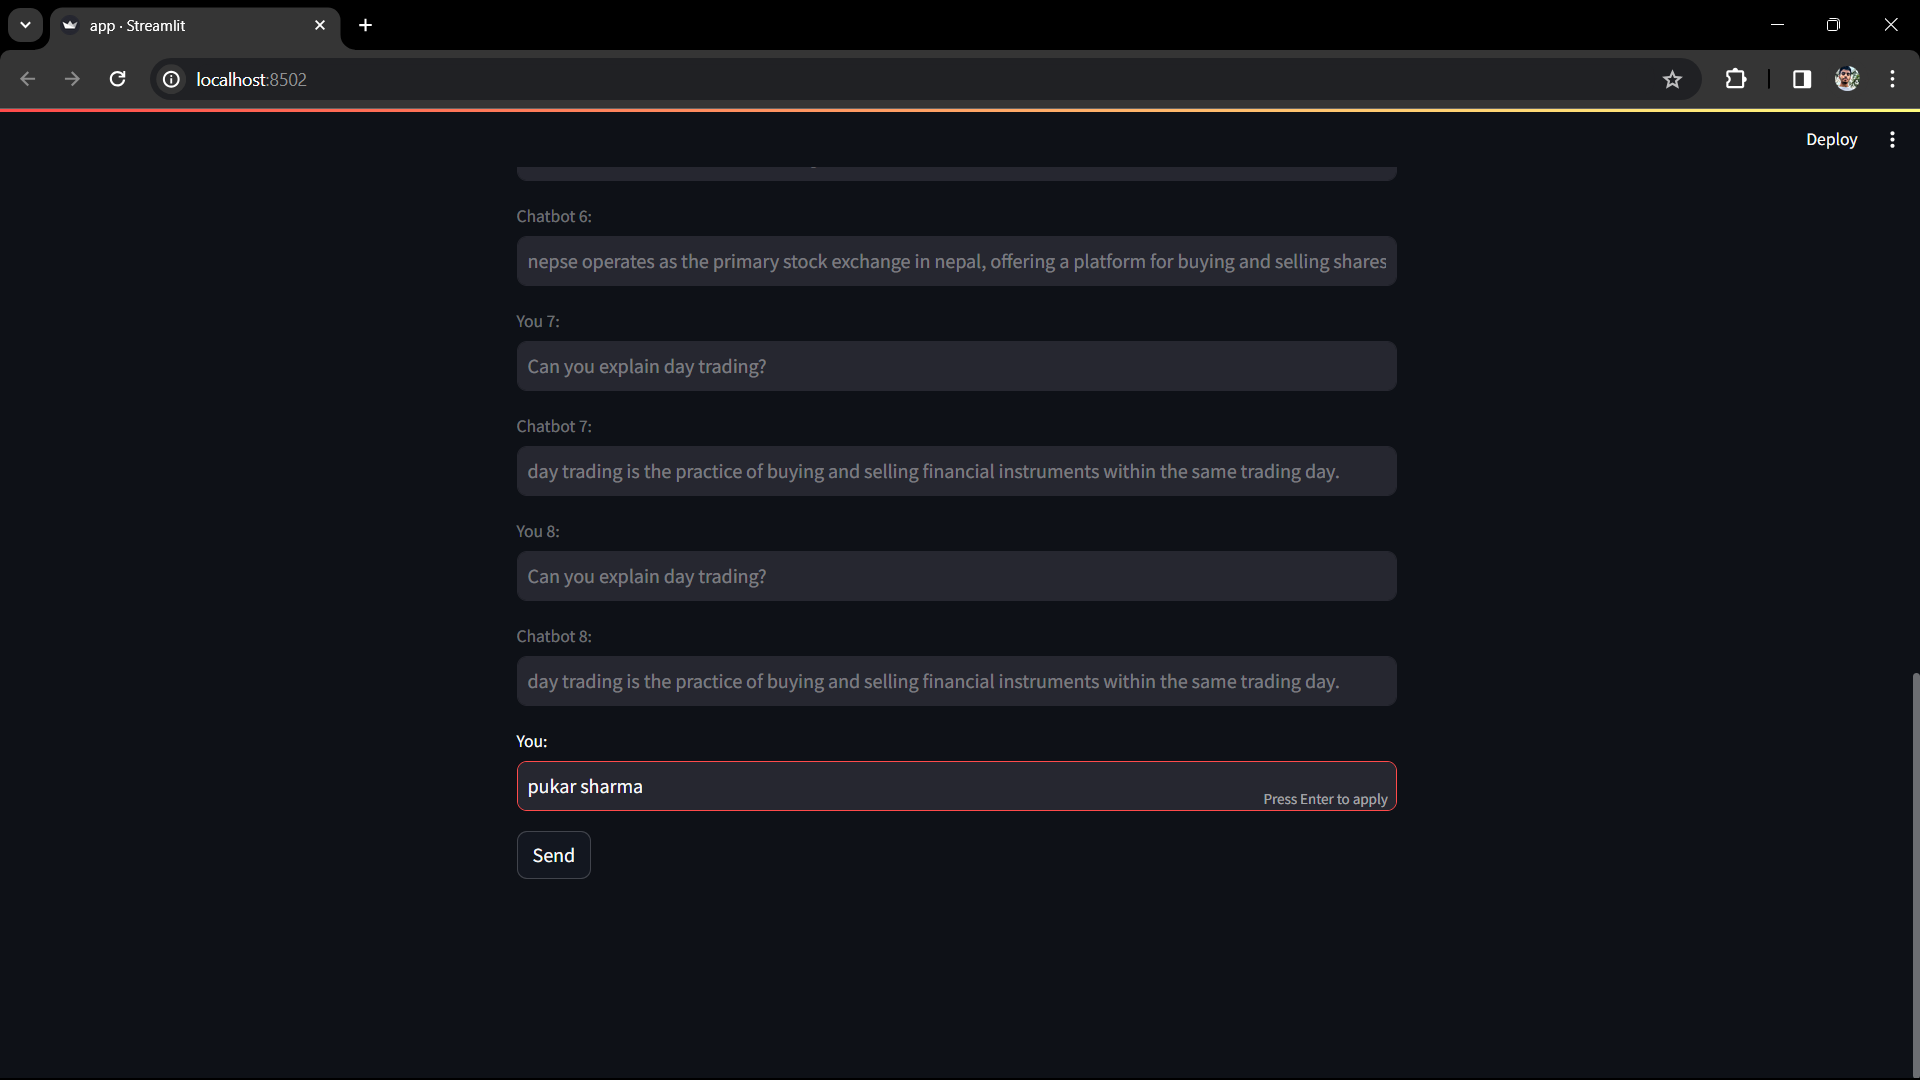 app · Streamlit
localhost:8502
Deploy
Chatbot 6:
nepse operates as the primary stock exchange in nepal, offering a platform for buying and selling shares
You 7:
Can you explain day trading?
Chatbot 7:
day trading is the practice of buying and selling financial instruments within the same trading day.
You 8:
Can you explain day trading?
Chatbot 8:
day trading is the practice of buying and selling financial instruments within the same trading day.
You:
pukar sharma
Press Enter to apply
Send